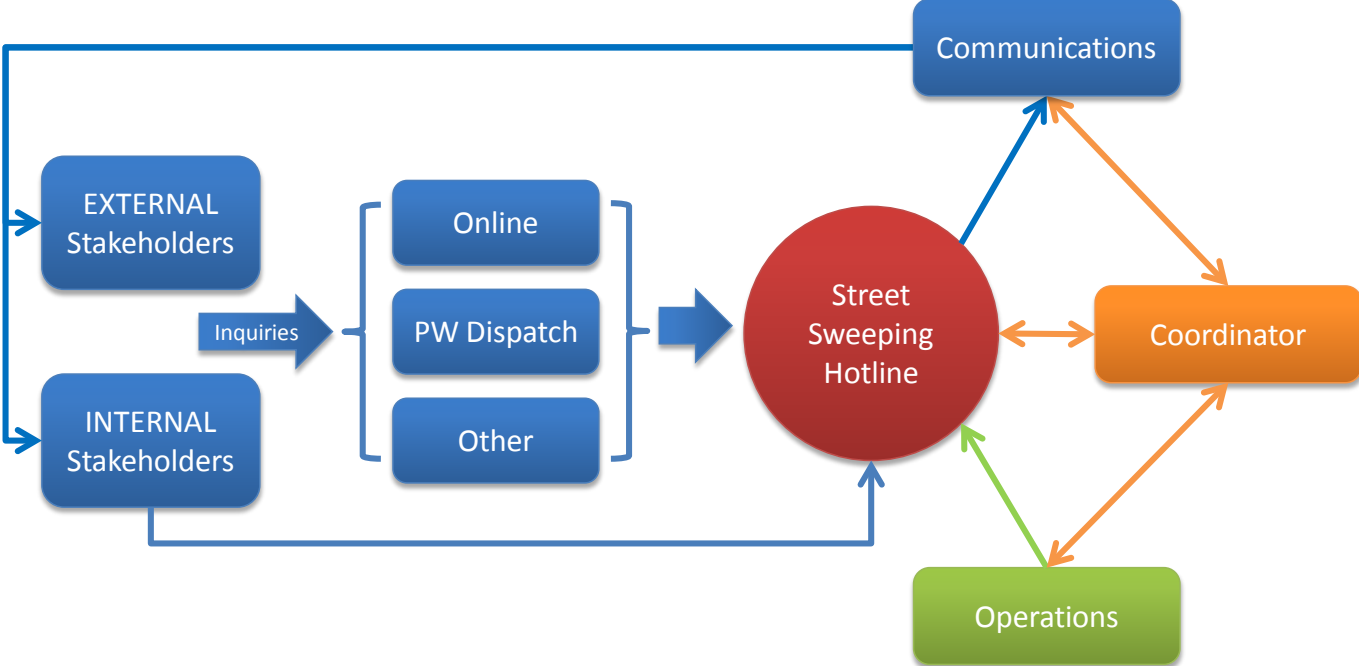 Communications
EXTERNAL
Stakeholders
Online
Inquiries
PW Dispatch
Street
Sweeping
Hotline
Coordinator
INTERNAL
Stakeholders
Other
Operations